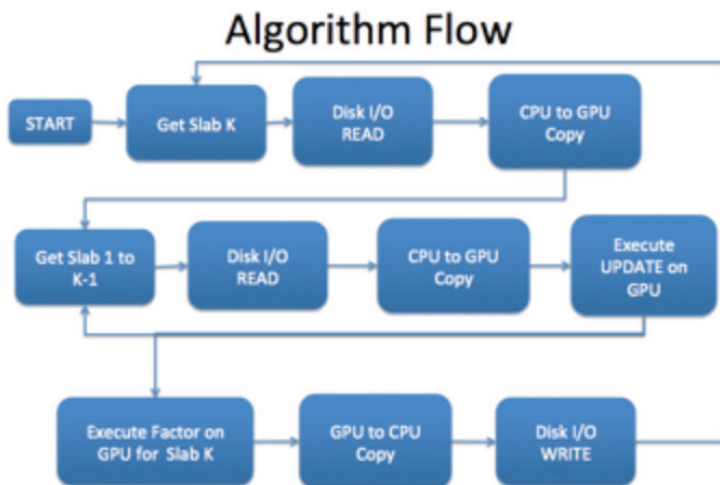 Algorithm Flow
START
Get Slab K
Disk I/O
READ
CPU to GPU
Copy
Get Slab 1 to
K-1
Disk I/O
READ
CPU to GPU
Copy
Execute
UPDATE on
GPU
Execute Factor on
GPU for Slab K
GPU to CPU
Copy
Disk I/O
WRITE